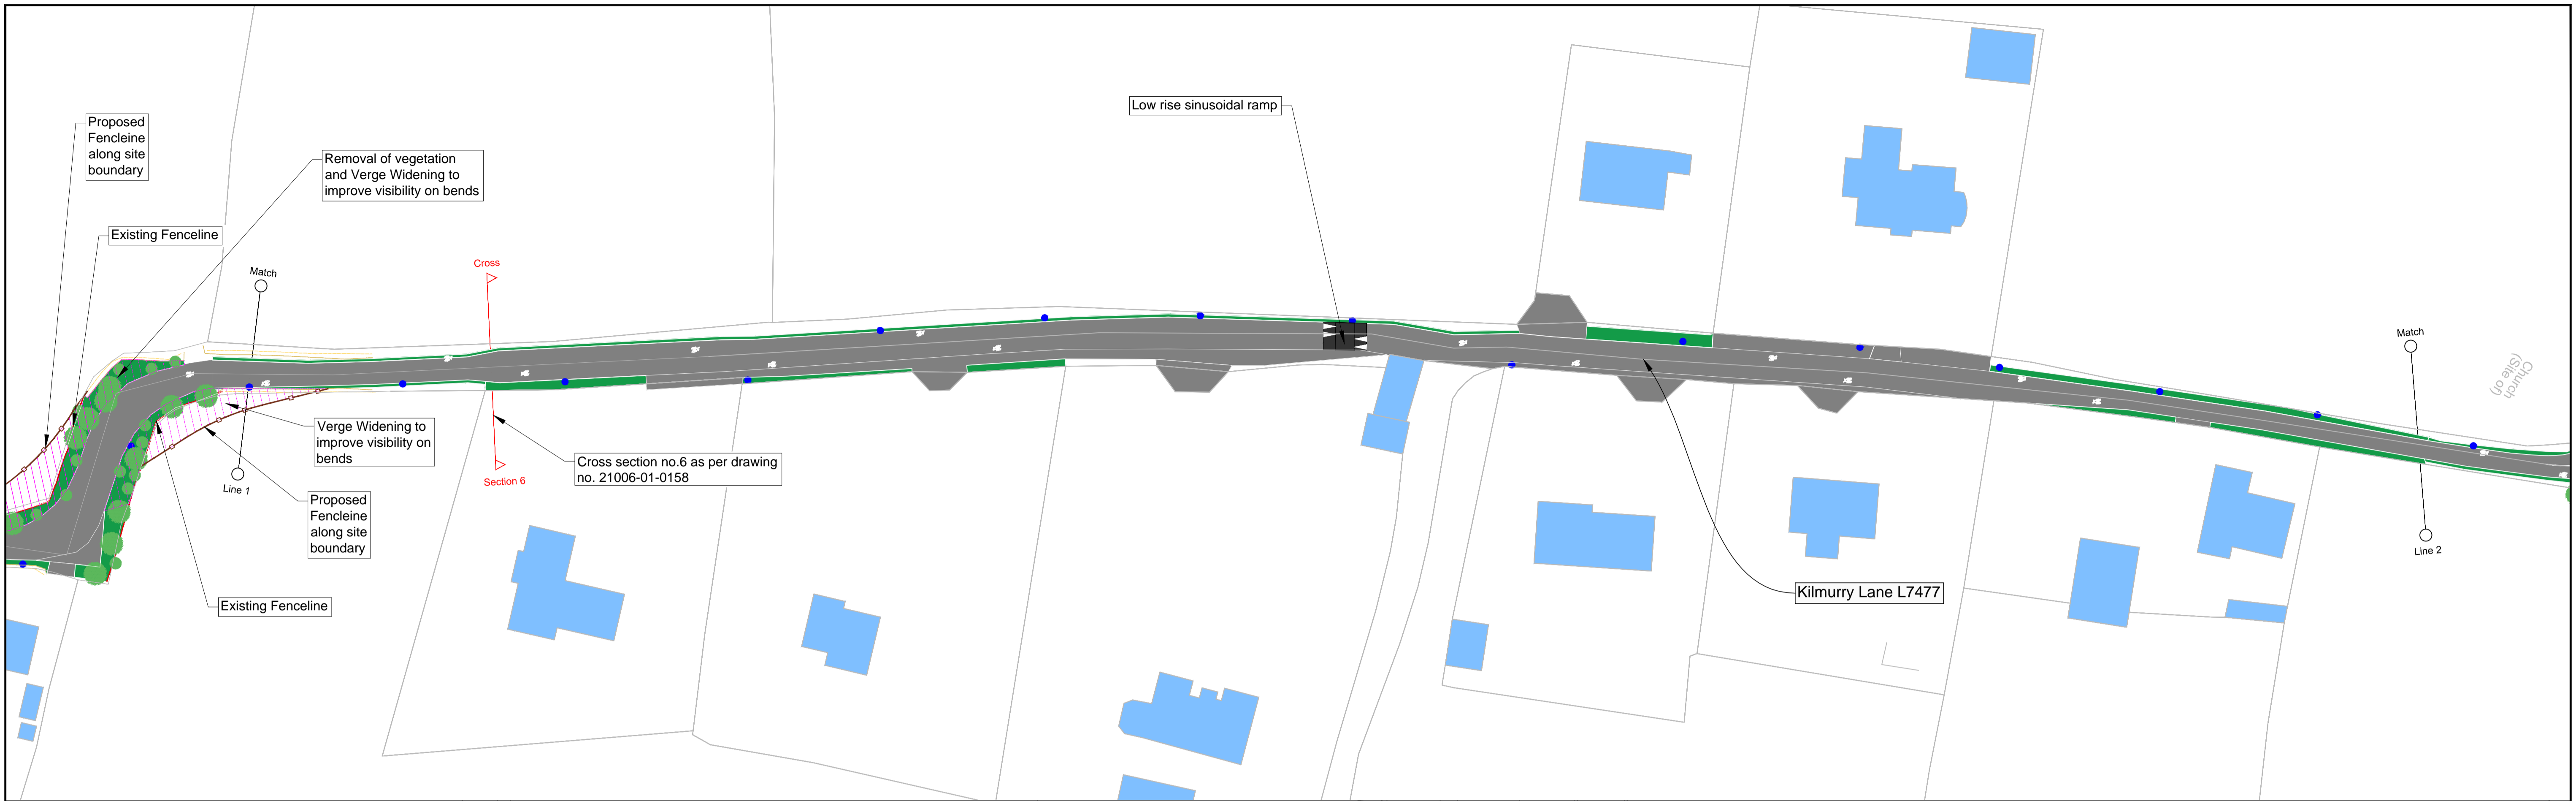 Proposed
Fencleine
along site
boundary
Removal of vegetation
and Verge Widening to
improve visibility on bends
Existing Fenceline
Match
Cross
Low rise sinusoidal ramp
Line 1
Verge Widening to
improve visibility on
bends
Proposed
Fencleine
along site
boundary
Existing Fenceline
Section 6
Cross section no.6 as per drawing
no. 21006-01-0158
Kilmurry Lane L7477
Match
Line 2
Church
(Site of)